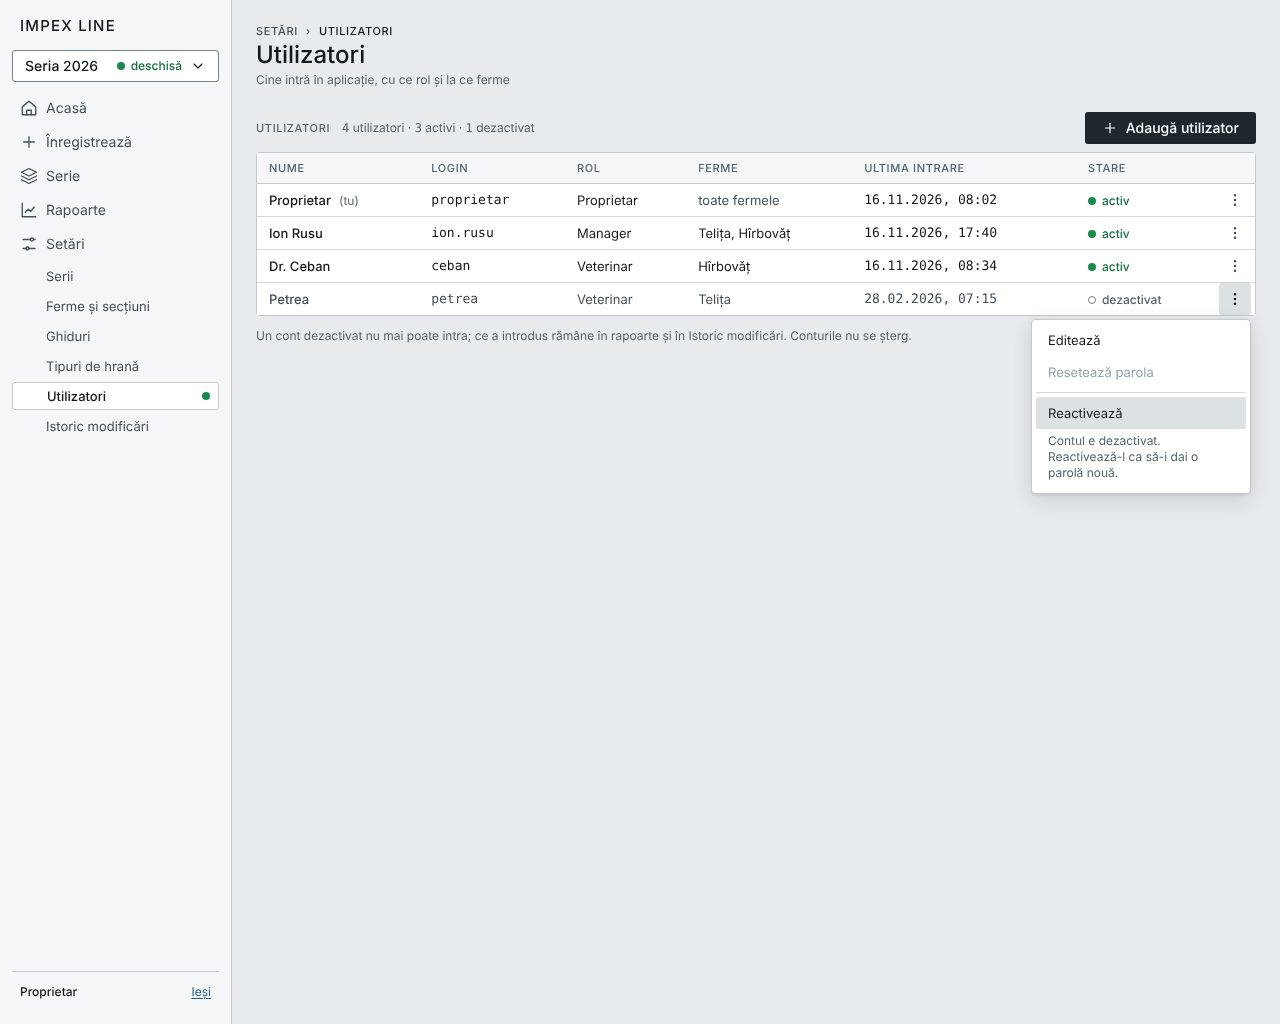 IMPEX LINE
Seria 2026 deschisă
Acasă
Înregistrează
Serie
Rapoarte
Setări
Serii
Ferme și secțiuni
Ghiduri
Tipuri de hrană
Utilizatori
Istoric modificări
Proprietar Ieși
SETĂRI › UTILIZATORI
Utilizatori
Cine intră în aplicație, cu ce rol și la ce ferme
UTILIZATORI 4 utilizatori · 3 activi · 1 dezactivat
Adaugă utilizator
NUME LOGIN ROL FERME ULTIMA INTRARE STARE
Proprietar (tu) proprietar Proprietar toate fermele 16.11.2026, 08:02 activ
Ion Rusu ion.rusu Manager Telița, Hîrbovăț 16.11.2026, 17:40 activ
Dr. Ceban ceban Veterinar Hîrbovăț 16.11.2026, 08:34 activ
Petrea petrea Veterinar Telița 28.02.2026, 07:15 dezactivat
Un cont dezactivat nu mai poate intra; ce a introdus rămâne în rapoarte și în Istoric modificări. Conturile nu se șterg.
Editează
Resetează parola
Reactivează
Contul e dezactivat.
Reactivează-l ca să-i dai o
parolă nouă.